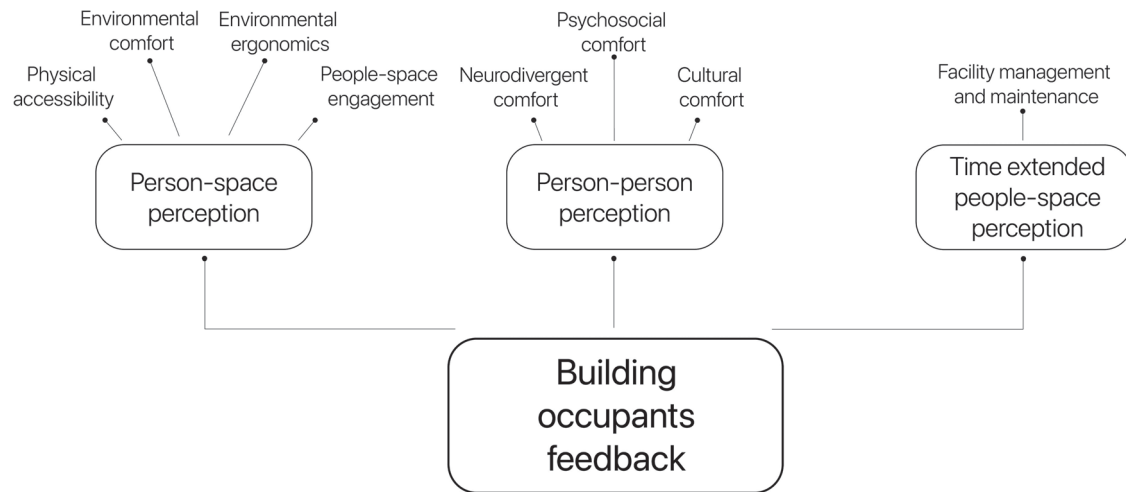 Environmental
comfort
Environmental
ergonomics
Physical
accessibility
People-space
engagement
Psychosocial
comfort
Neurodivergent
comfort
Cultural
comfort
Facility management
and maintenance
Person-space
perception
Person-person
perception
Time extended
people-space
perception
Building
occupants
feedback